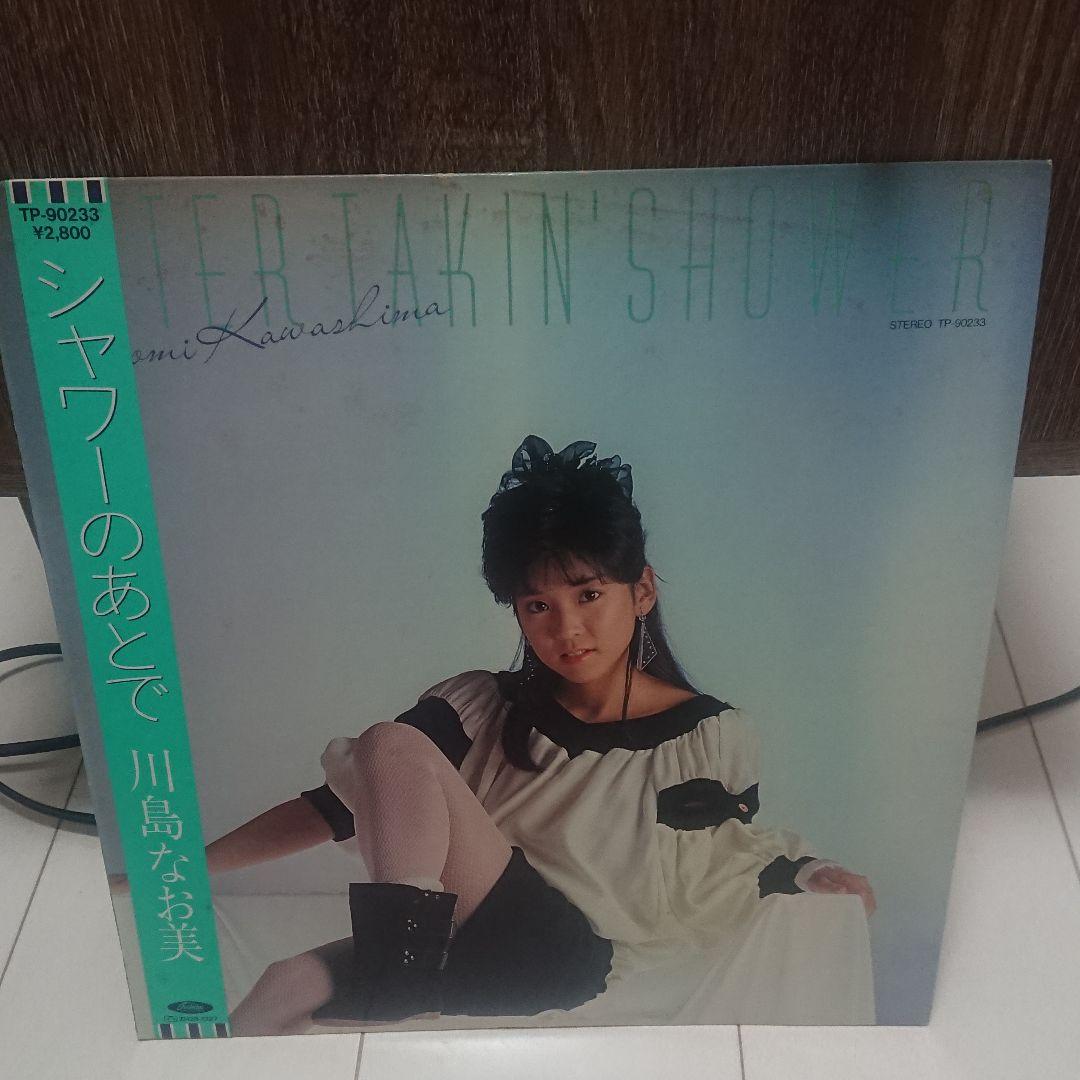 TP-90233
¥2,800
シャワーのあとで 川島なお美
TER TAKIN' SHOWER
omi Kawashima
STEREO TP-90233